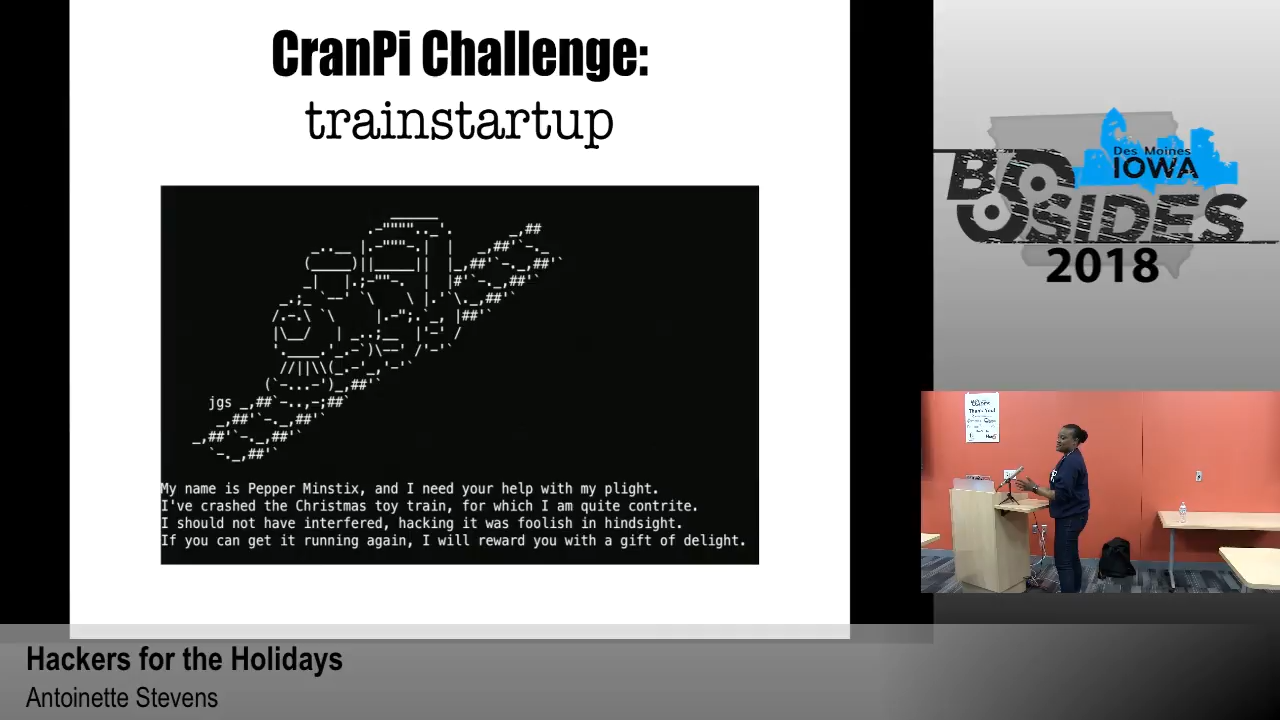 CranPi Challenge:
trainstartup
jgs
My name is Pepper Minstix, and I need your help with my plight.
I've crashed the Christmas toy train, for which I am quite contrite.
I should not have interfered, hacking it was foolish in hindsight.
If you can get it running again, I will reward you with a gift of delight.
Des Moines
IOWA
BSIDES
2018
Thank You!
Hackers for the Holidays
Antoinette Stevens